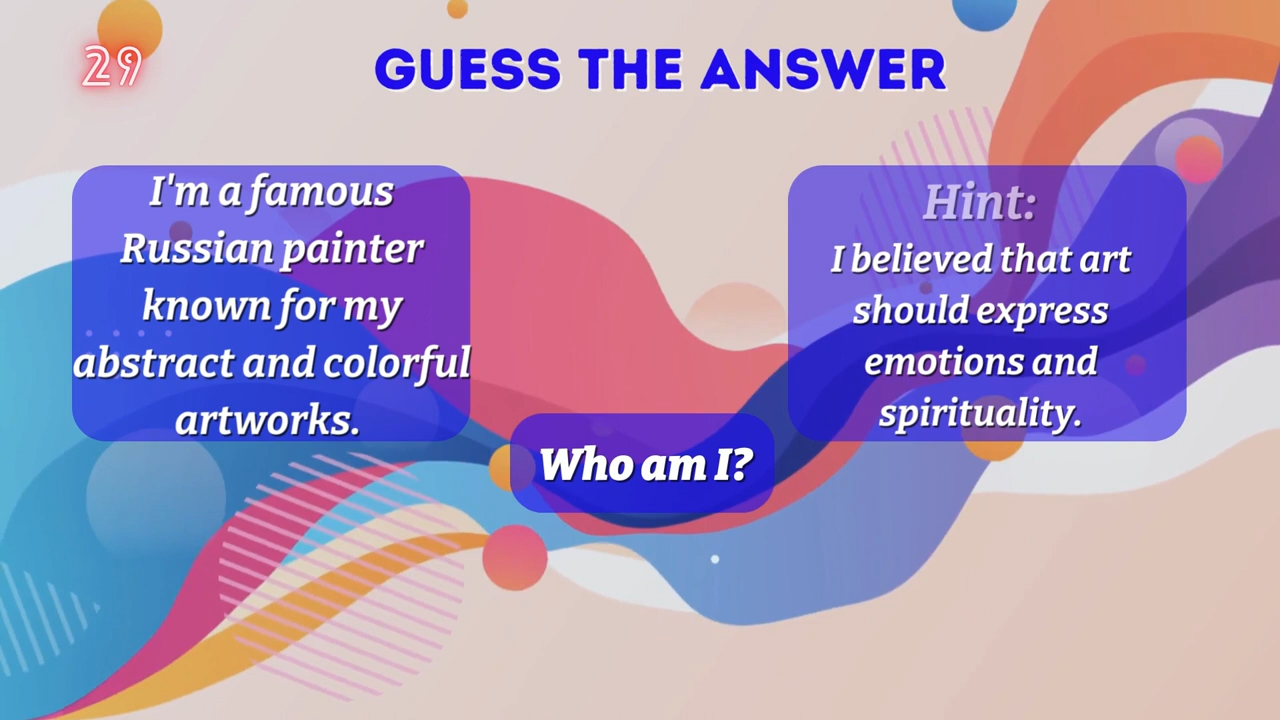 29
GUESS THE ANSWER
I'm a famous
Russian painter
known for my
abstract and colorful
artworks.
Hint:
I believed that art
should express
emotions and
spirituality.
Who am I?